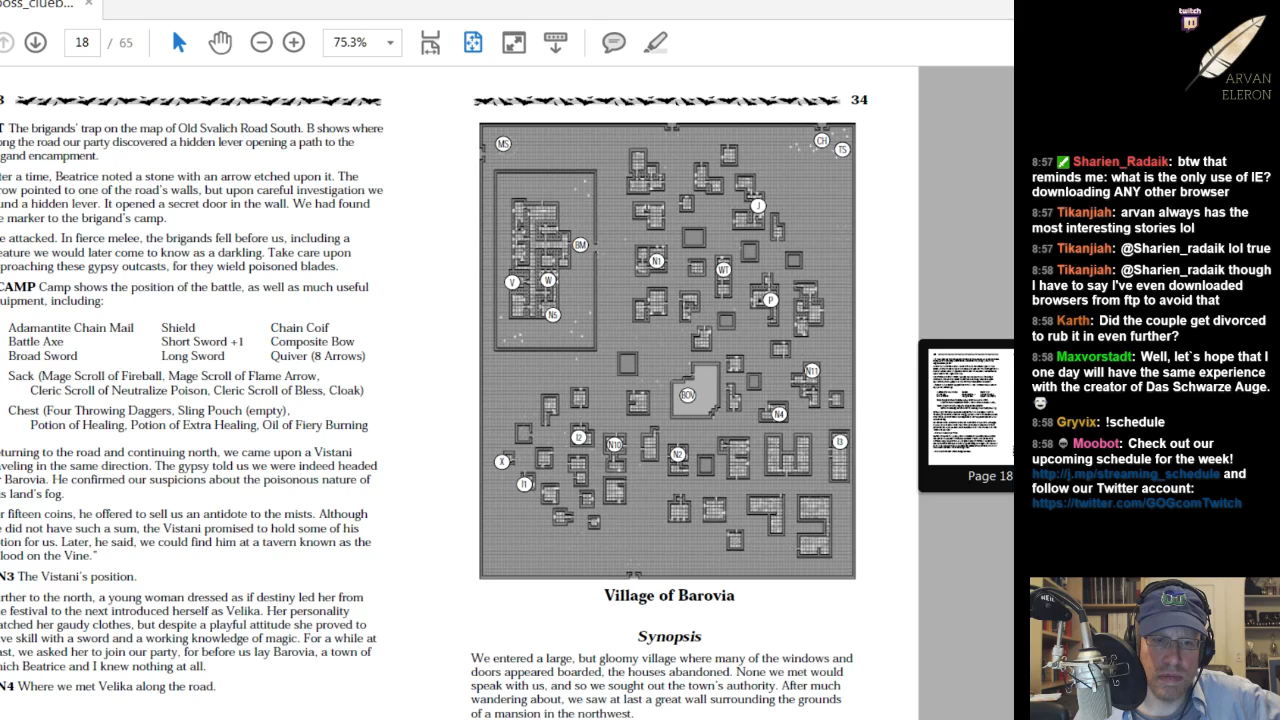 oss_clueb...
18 / 65
75.3%
34
T The brigands' trap on the map of Old Svalich Road South. B shows where
ng the road our party discovered a hidden lever opening a path to the
gand encampment.
ter a time, Beatrice noted a stone with an arrow etched upon it. The
row pointed to one of the road's walls, but upon careful investigation we
und a hidden lever. It opened a secret door in the wall. We had found
e marker to the brigand's camp.
e attacked. In fierce melee, the brigands fell before us, including a
eature we would later come to know as a darkling. Take care upon
proaching these gypsy outcasts, for they wield poisoned blades.
CAMP Camp shows the position of the battle, as well as much useful
uipment, including:
Adamantite Chain Mail Shield Chain Coif
Battle Axe Short Sword +1 Composite Bow
Broad Sword Long Sword Quiver (8 Arrows)
Sack (Mage Scroll of Fireball, Mage Scroll of Flame Arrow,
Cleric Scroll of Neutralize Poison, Cleric Scroll of Bless, Cloak)
Chest (Four Throwing Daggers, Sling Pouch (empty),
Potion of Healing, Potion of Extra Healing, Oil of Fiery Burning
eturning to the road and continuing north, we came upon a Vistani
aveling in the same direction. The gypsy told us we were indeed headed
r Barovia. He confirmed our suspicions about the poisonous nature of
is land's fog.
r fifteen coins, he offered to sell us an antidote to the mists. Although
e did not have such a sum, the Vistani promised to hold some of his
tion for us. Later, he said, we could find him at a tavern known as the
lood on the Vine."
N3 The Vistani's position.
rther to the north, a young woman dressed as if destiny led her from
e festival to the next introduced herself as Velika. Her personality
atched her gaudy clothes, but despite a playful attitude she proved to
ve skill with a sword and a working knowledge of magic. For a while at
ast, we asked her to join our party, for before us lay Barovia, a town of
hich Beatrice and I knew nothing at all.
N4 Where we met Velika along the road.
MS
CH
TS
J
BM
N1
WT
V
W
P
N5
N11
BOV
N4
I2
N10
I3
N2
X
I1
Village of Barovia
Synopsis
We entered a large, but gloomy village where many of the windows and
doors appeared boarded, the houses abandoned. None we met would
speak with us, and so we sought out the town's authority. After much
wandering about, we saw at last a great wall surrounding the grounds
of a mansion in the northwest.
Page 18
twitch
ARVAN
ELERON
8:57 Sharien_Radaik: btw that
reminds me: what is the only use of IE?
downloading ANY other browser
8:57 Tikanjiah: arvan always has the
most interesting stories lol
8:57 Tikanjiah: @Sharien_radaik lol true
8:58 Tikanjiah: @Sharien_radaik though
I have to say I've even downloaded
browsers from ftp to avoid that
8:58 Karth: Did the couple get divorced
to rub it in even further?
8:58 Maxvorstadt: Well, let`s hope that I
one day will have the same experience
with the creator of Das Schwarze Auge.
8:58 Gryvix: !schedule
8:58 Moobot: Check out our
upcoming schedule for the week!
http://j.mp/streaming_schedule and
follow our Twitter account:
https://twitter.com/GOGcomTwitch
NEIL